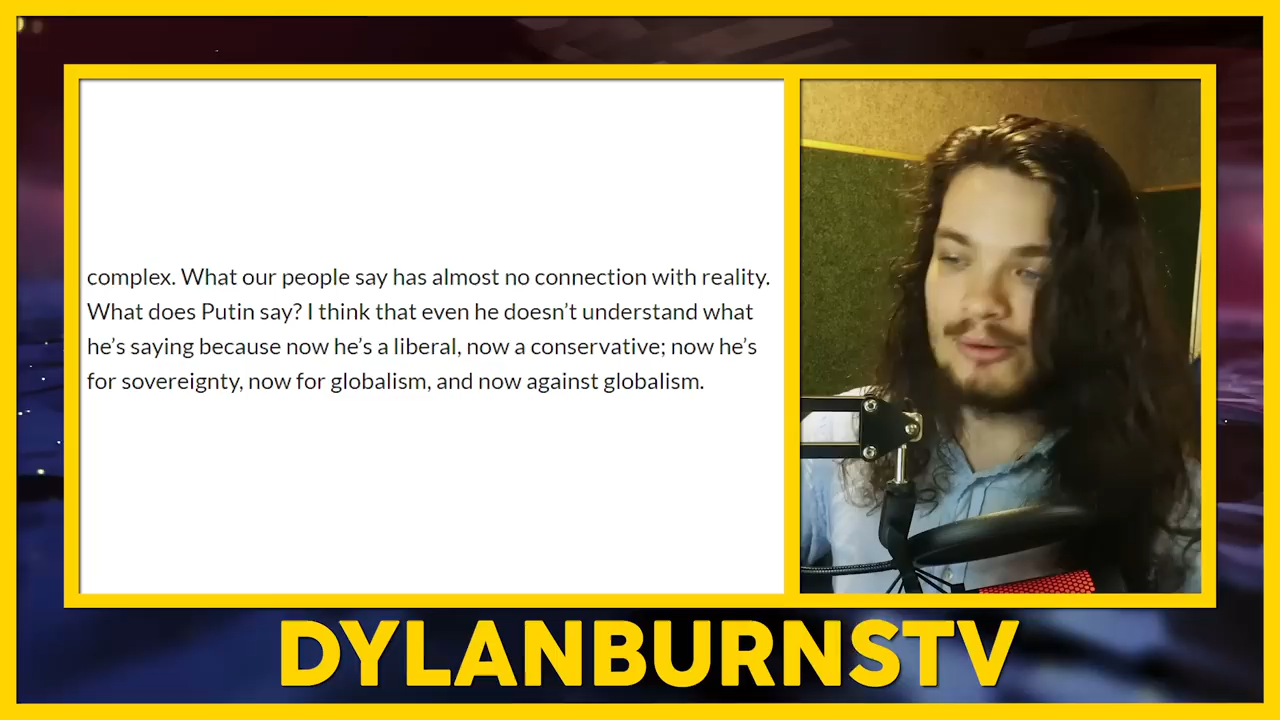 complex. What our people say has almost no connection with reality.
What does Putin say? I think that even he doesn’t understand what
he’s saying because now he’s a liberal, now a conservative; now he’s
for sovereignty, now for globalism, and now against globalism.
DYLANBURNSTV